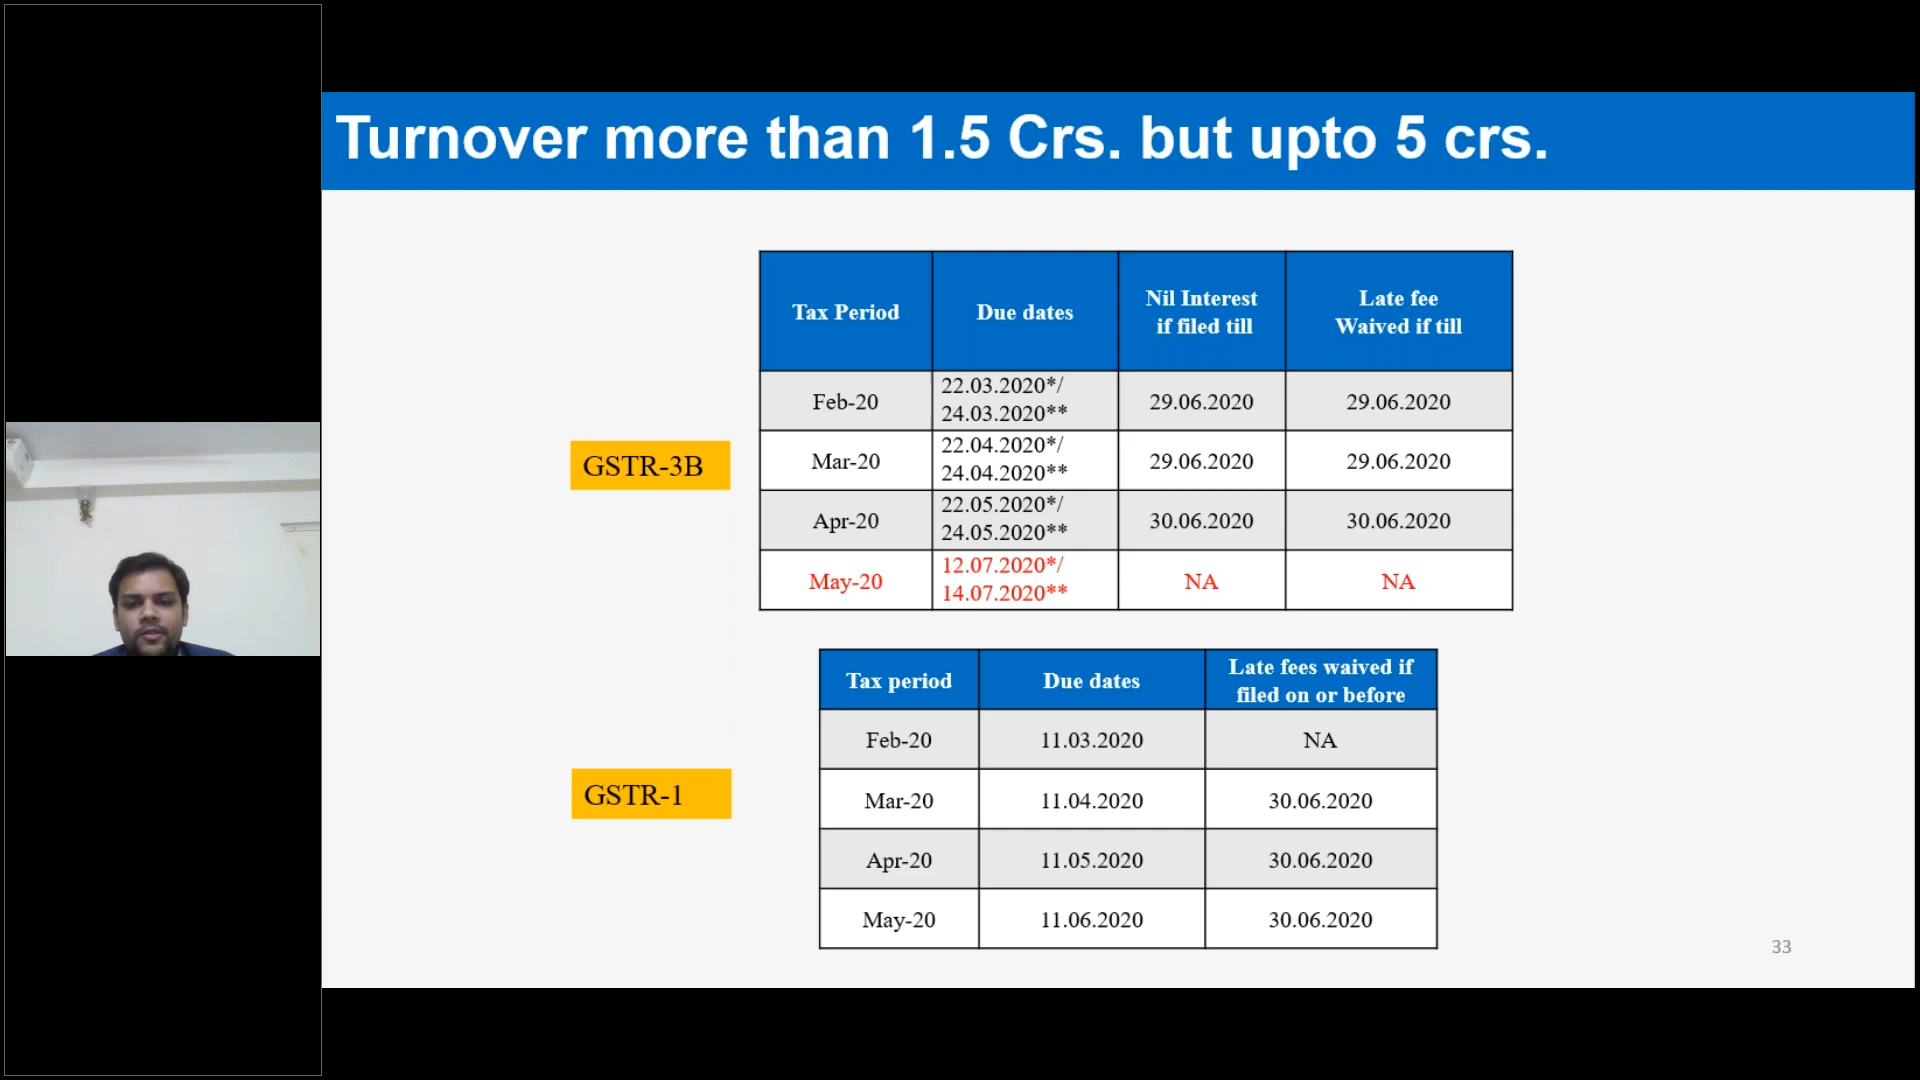 Turnover more than 1.5 Crs. but upto 5 crs.
GSTR-3B
Tax Period Due dates Nil Interest if filed till Late fee Waived if till
Feb-20 22.03.2020*/ 24.03.2020** 29.06.2020 29.06.2020
Mar-20 22.04.2020*/ 24.04.2020** 29.06.2020 29.06.2020
Apr-20 22.05.2020*/ 24.05.2020** 30.06.2020 30.06.2020
May-20 12.07.2020*/ 14.07.2020** NA NA
GSTR-1
Tax period Due dates Late fees waived if filed on or before
Feb-20 11.03.2020 NA
Mar-20 11.04.2020 30.06.2020
Apr-20 11.05.2020 30.06.2020
May-20 11.06.2020 30.06.2020
33